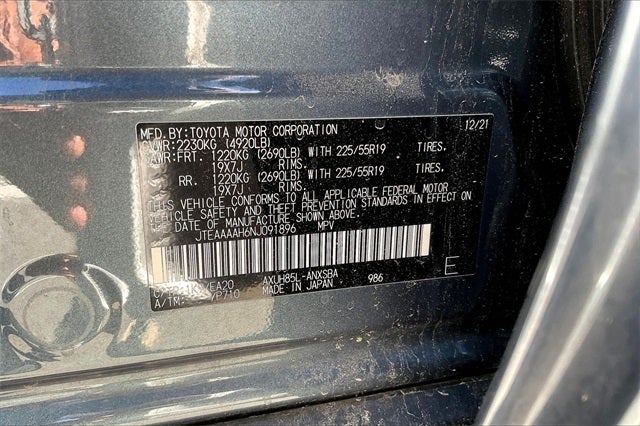 MFD.BY:TOYOTA MOTOR CORPORATION 12/21
GVWR:2230KG (4920LB)
GAWR:FRT. 1220KG (2690LB) WITH 225/55R19 TIRES,
19X7J RIMS.
RR. 1220KG (2690LB) WITH 225/55R19 TIRES,
19X7J RIMS.
THIS VEHICLE CONFORMS TO ALL APPLICABLE FEDERAL MOTOR
VEHICLE SAFETY AND THEFT PREVENTION STANDARDS IN EFFECT
ON THE DATE OF MANUFACTURE SHOWN ABOVE.
JTEAAAAH6NJ091896 MPV
EA20 AXUH85L-ANXSBA
A/TM: P710 MADE IN JAPAN 986 E